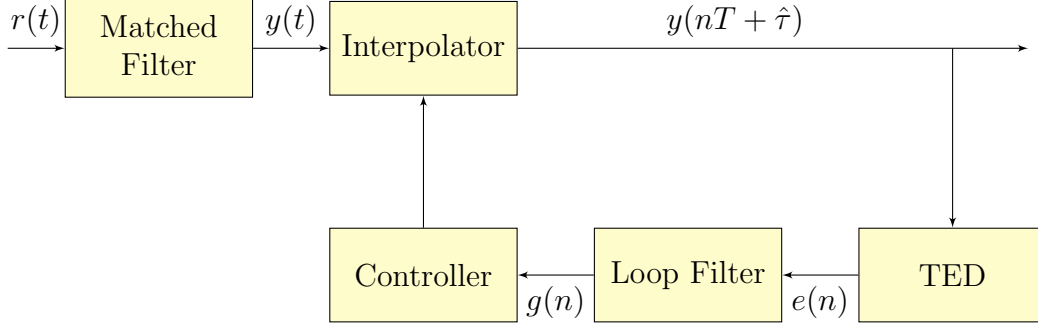 r(t)
Matched
Filter
y(t)
Interpolator
y(nT + τ̂)
Controller
g(n)
Loop Filter
e(n)
TED